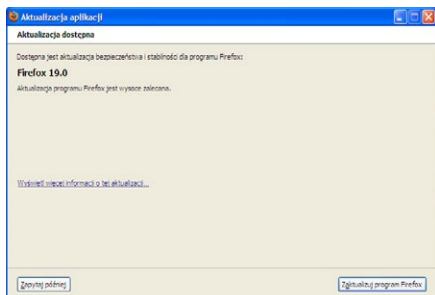 Aktualizacja aplikacji
Aktualizacja dostępna
Dostępna jest aktualizacja bezpieczeństwa i stabilności dla programu Firefox:
Firefox 19.0
Aktualizacja programu Firefox jest wysoce zalecana.
Wyświetl więcej informacji o tej aktualizacji...
Zapytaj później
Zaktualizuj program Firefox